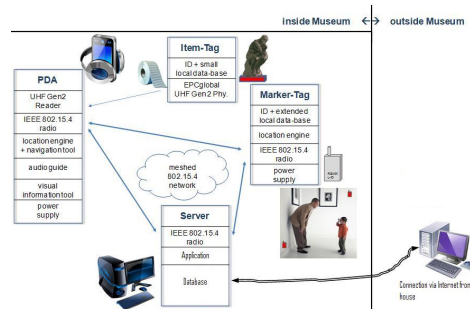 inside Museum
outside Museum
Item-Tag
ID + small
local data-base
EPCglobal
UHF Gen2 Phy.
PDA
UHF Gen2
Reader
IEEE 802.15.4
radio
location engine
+ navigation tool
audio guide
visual
information tool
power
supply
Marker-Tag
ID + extended
local data-base
location engine
IEEE 802.15.4
radio
power
supply
meshed
802.15.4
network
Server
IEEE 802.15.4
radio
Application
Database
Connection via Internet from
house